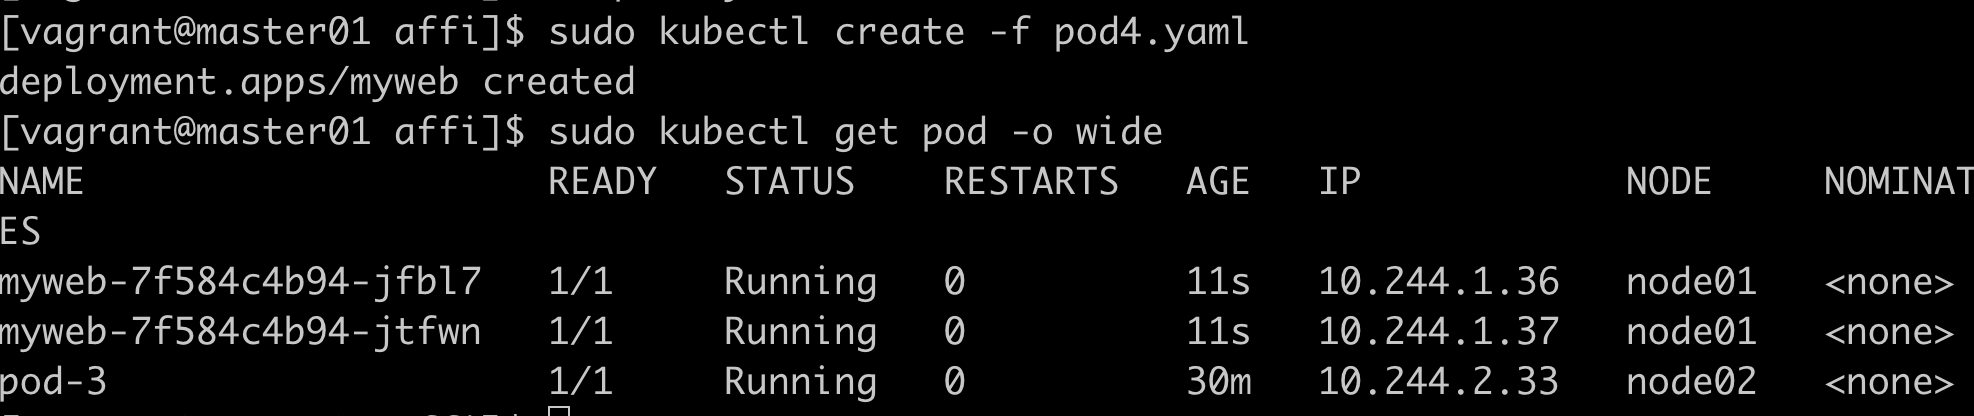 [vagrant@master01 affi]$ sudo kubectl create -f pod4.yaml
deployment.apps/myweb created
[vagrant@master01 affi]$ sudo kubectl get pod -o wide
NAME                     READY   STATUS    RESTARTS   AGE   IP            NODE     NOMINAT
ES
myweb-7f584c4b94-jfbl7   1/1     Running   0          11s   10.244.1.36   node01   <none>
myweb-7f584c4b94-jtfwn   1/1     Running   0          11s   10.244.1.37   node01   <none>
pod-3                    1/1     Running   0          30m   10.244.2.33   node02   <none>